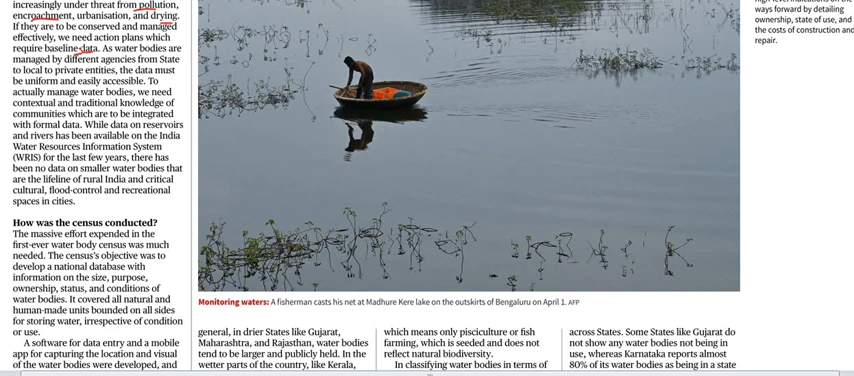 increasingly under threat from pollution,
encroachment, urbanisation, and drying.
If they are to be conserved and managed
effectively, we need action plans which
require baseline data. As water bodies are
managed by different agencies from State
to local to private entities, the data must
be uniform and easily accessible. To
actually manage water bodies, we need
contextual and traditional knowledge of
communities which are to be integrated
with formal data. While data on reservoirs
and rivers has been available on the India
Water Resources Information System
(WRIS) for the last few years, there has
been no data on smaller water bodies that
are the lifeline of rural India and critical
cultural, flood-control and recreational
spaces in cities.
How was the census conducted?
The massive effort expended in the
first-ever water body census was much
needed. The census's objective was to
develop a national database with
information on the size, purpose,
ownership, status, and conditions of
water bodies. It covered all natural and
human-made units bounded on all sides
for storing water, irrespective of condition
or use.
A software for data entry and a mobile
app for capturing the location and visual
of the water bodies were developed, and
Monitoring waters: A fisherman casts his net at Madhure Kere lake on the outskirts of Bengaluru on April 1. AFP
general, in drier States like Gujarat,
Maharashtra, and Rajasthan, water bodies
tend to be larger and publicly held. In the
wetter parts of the country, like Kerala,
which means only pisciculture or fish
farming, which is seeded and does not
reflect natural biodiversity.
In classifying water bodies in terms of
across States. Some States like Gujarat do
not show any water bodies not being in
use, whereas Karnataka reports almost
80% of its water bodies as being in a state
ways forward by detailing
ownership, state of use, and
the costs of construction and
repair.